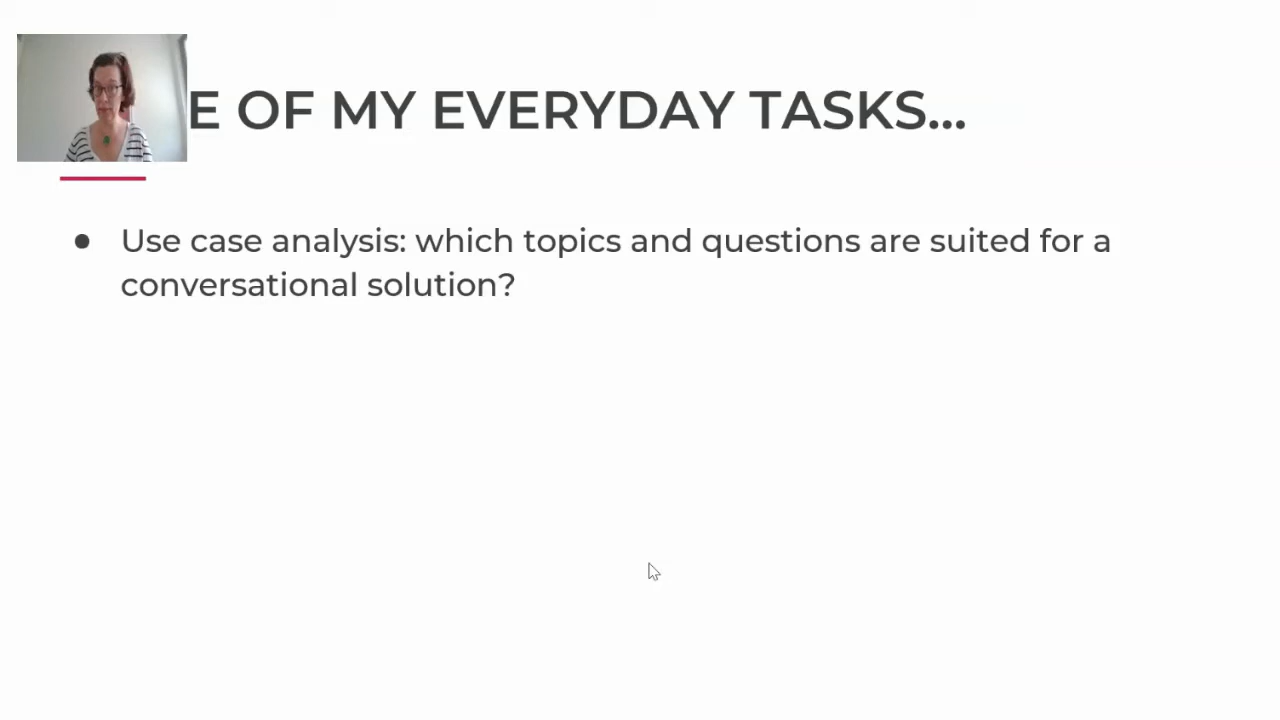 E OF MY EVERYDAY TASKS...
● Use case analysis: which topics and questions are suited for a
conversational solution?